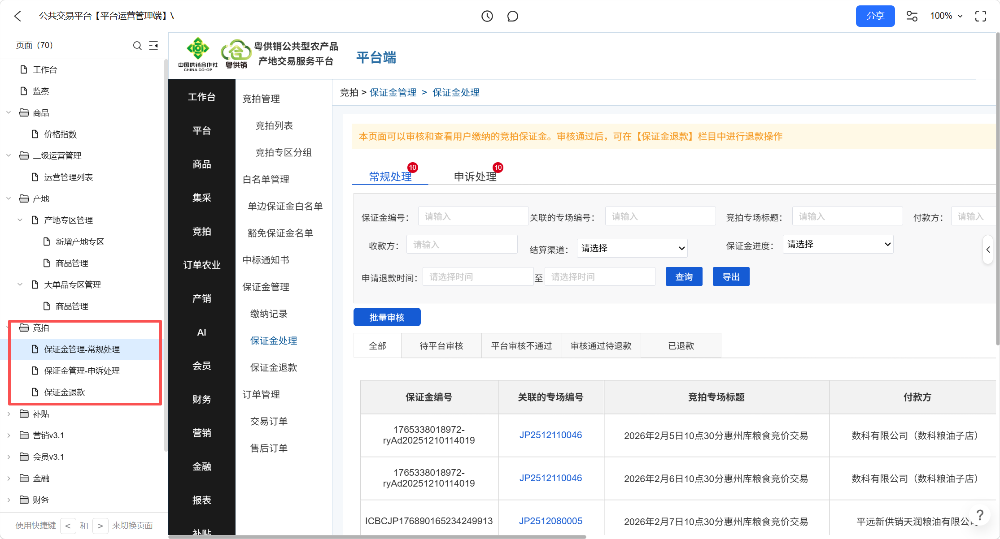 公共交易平台【平台运营管理端】\
分享
100%
页面（70）
工作台
监察
商品
价格指数
二级运营管理
运营管理列表
产地
产地专区管理
新增产地专区
商品管理
大单品专区管理
商品管理
竞拍
保证金管理-常规处理
保证金管理-申诉处理
保证金退款
补贴
营销v3.1
会员v3.1
金融
财务
使用快捷键 < 和 > 来切换页面
中国供销合作社
CHINA CO-OP
粤供销
粤供销公共型农产品
产地交易服务平台
平台端
工作台
平台
商品
集采
竞拍
订单农业
产销
AI
会员
财务
营销
金融
报表
补贴
竞拍管理
竞拍列表
竞拍专区分组
白名单管理
单边保证金白名单
豁免保证金名单
中标通知书
保证金管理
缴纳记录
保证金处理
保证金退款
订单管理
交易订单
售后订单
竞拍 > 保证金管理 > 保证金处理
本页面可以审核和查看用户缴纳的竞拍保证金。审核通过后，可在【保证金退款】栏目中进行退款操作
常规处理 10 申诉处理 10
保证金编号： 请输入 关联的专场编号： 请输入 竞拍专场标题： 请输入 付款方： 请输入
收款方： 请输入 结算渠道： 请选择 保证金进度： 请选择
申请退款时间： 请选择时间 至 请选择时间 查询 导出
批量审核
全部 待平台审核 平台审核不通过 审核通过待退款 已退款
保证金编号 关联的专场编号 竞拍专场标题 付款方
1765338018972-
ryAd20251210114019 JP2512110046 2026年2月5日10点30分惠州库粮食竞价交易 数科有限公司（数科粮油子店）
1765338018972-
ryAd20251210114019 JP2512110046 2026年2月6日10点30分惠州库粮食竞价交易 数科有限公司（数科粮油子店）
ICBCJP176890165234249913 JP2512080005 2026年2月7日10点30分惠州库粮食竞价交易 平远新供销天润粮油有限公司
?